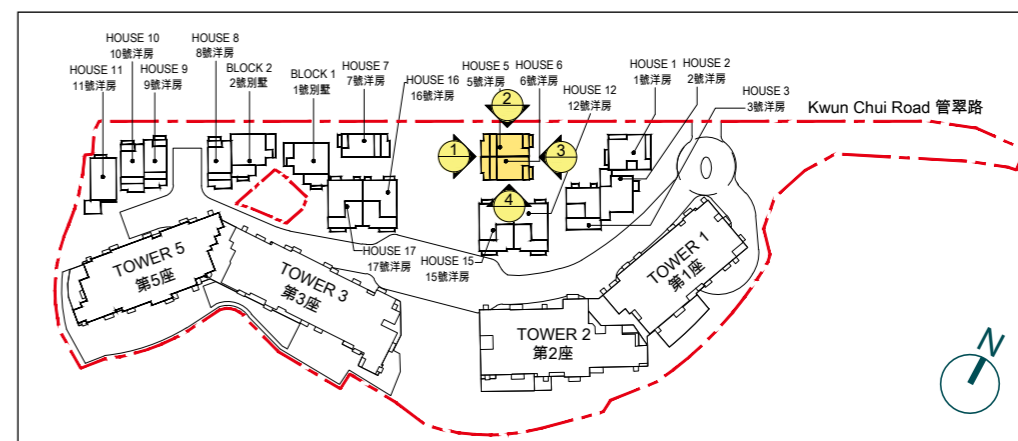 HOUSE 10
10號洋房
HOUSE 8
8號洋房
HOUSE 11
11號洋房
HOUSE 9
9號洋房
BLOCK 2
2號別墅
BLOCK 1
1號別墅
HOUSE 7
7號洋房
HOUSE 16
16號洋房
HOUSE 5
5號洋房
HOUSE 6
6號洋房
HOUSE 12
12號洋房
HOUSE 1
1號洋房
HOUSE 2
2號洋房
HOUSE 3
3號洋房
Kwun Chui Road 管翠路
1
2
3
4
HOUSE 17
17號洋房
HOUSE 15
15號洋房
TOWER 5
第5座
TOWER 3
第3座
TOWER 2
第2座
TOWER 1
第1座
N